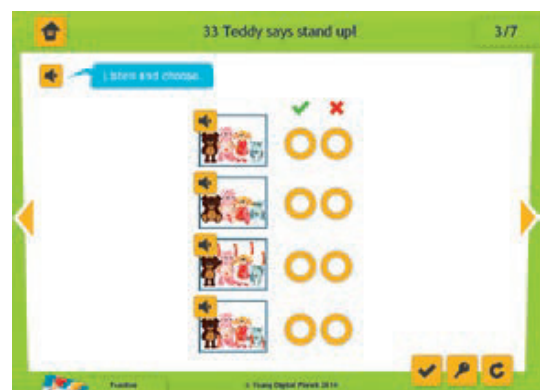 33 Teddy says stand up!
3/7
Listen and choose.
© Young Digital Planet 2014